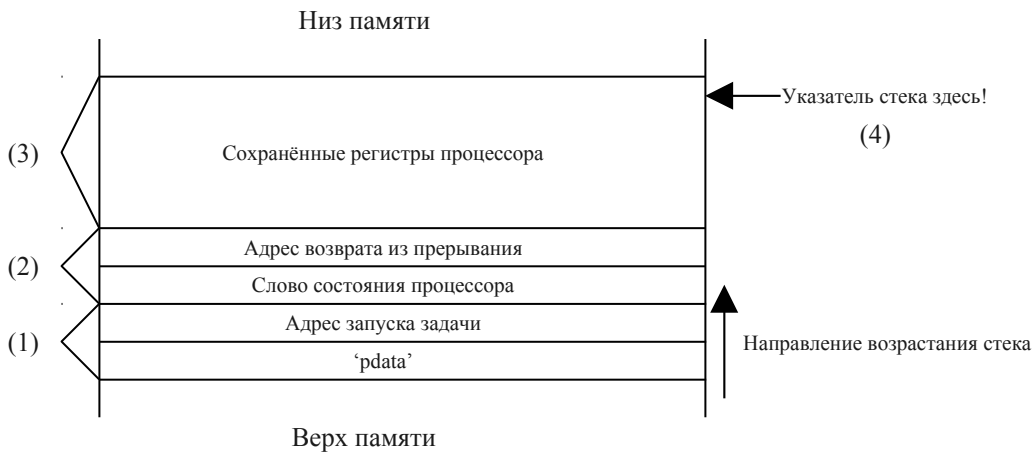 Низ памяти
Указатель стека здесь!
(4)
(3)
Сохранённые регистры процессора
Адрес возврата из прерывания
(2)
Слово состояния процессора
Адрес запуска задачи
(1)
Направление возрастания стека
‘pdata’
Верх памяти